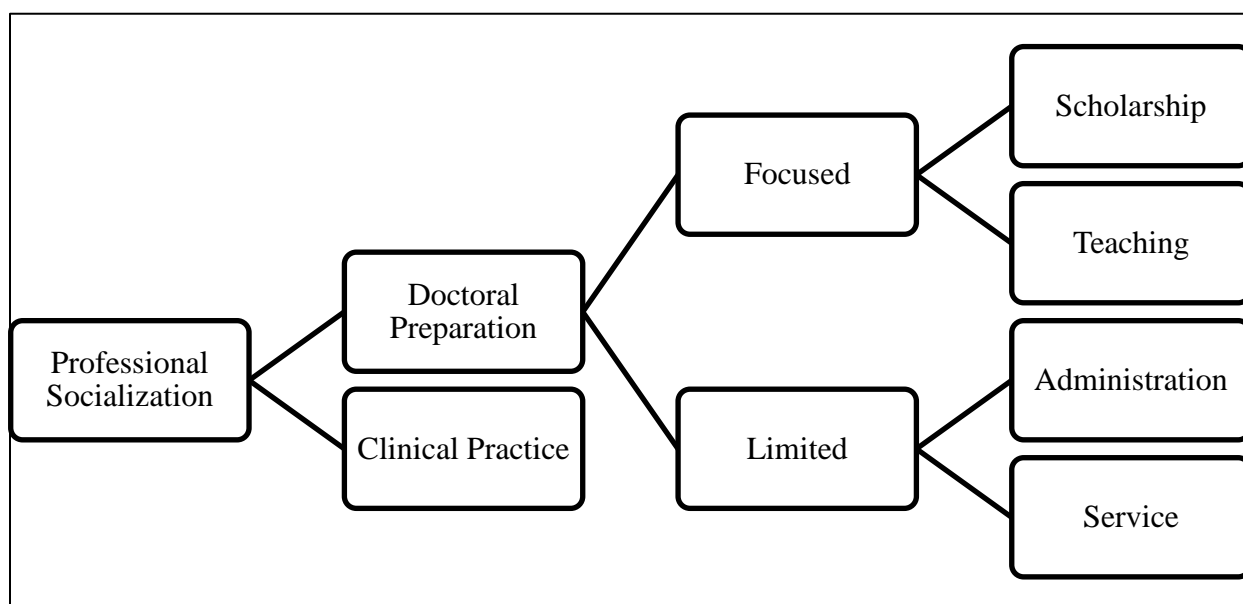 Professional
Socialization
Doctoral
Preparation
Clinical Practice
Focused
Limited
Scholarship
Teaching
Administration
Service